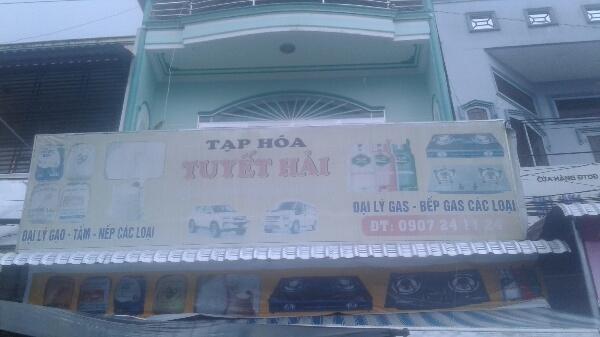 TẠP HÓA
TUYẾT HẢI
ĐẠI LÝ GẠO - TẤM - NẾP CÁC LOẠI
ĐẠI LÝ GAS - BẾP GAS CÁC LOẠI
ĐT: 0907 24 11 24
CỬA HÀNG ĐTDĐ